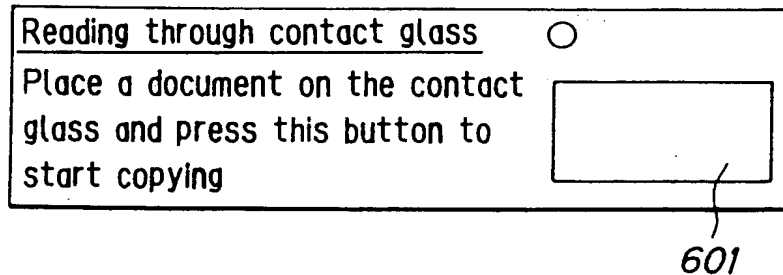 Reading through contact glass
Place a document on the contact
glass and press this button to
start copying
601